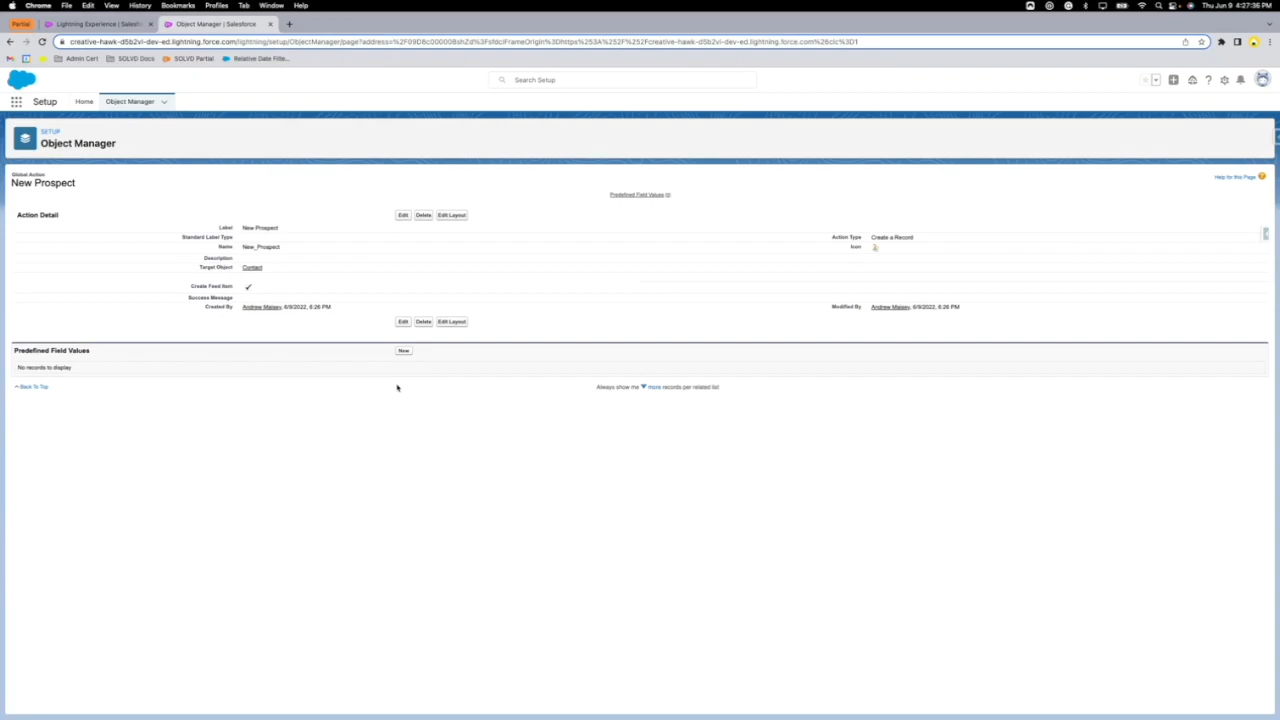 Chrome File Edit View History Bookmarks Profiles Tab Window Help Thu Jun 9 4:27:36 PM
Partial Lightning Experience | Salesfo Object Manager | Salesforce
creative-hawk-d5b2vi-dev-ed.lightning.force.com/lightning/setup/ObjectManager/page?address=%2F09D8c00000BshZd%3FsfdcIFrameOrigin%3Dhttps%253A%252F%252Fcreative-hawk-d5b2vi-dev-ed.lightning.force.com%26clc%3D1
Admin Cert SOLVD Docs SOLVD Partial Relative Date Filte...
Search Setup
Setup Home Object Manager
SETUP
Object Manager
Global Action
New Prospect
Help for this Page
Predefined Field Values [0]
Action Detail Edit Delete Edit Layout
Label New Prospect
Standard Label Type Action Type Create a Record
Name New_Prospect Icon
Description
Target Object Contact
Create Feed Item ✓
Success Message
Created By Andrew Maisey, 6/9/2022, 6:26 PM Modified By Andrew Maisey, 6/9/2022, 6:26 PM
Edit Delete Edit Layout
Predefined Field Values New
No records to display
^ Back To Top Always show me ▼ more records per related list